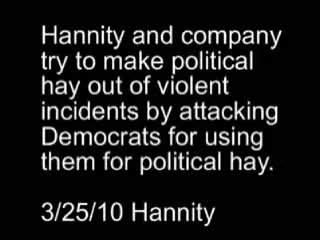 Hannity and company
try to make political
hay out of violent
incidents by attacking
Democrats for using
them for political hay.
3/25/10 Hannity